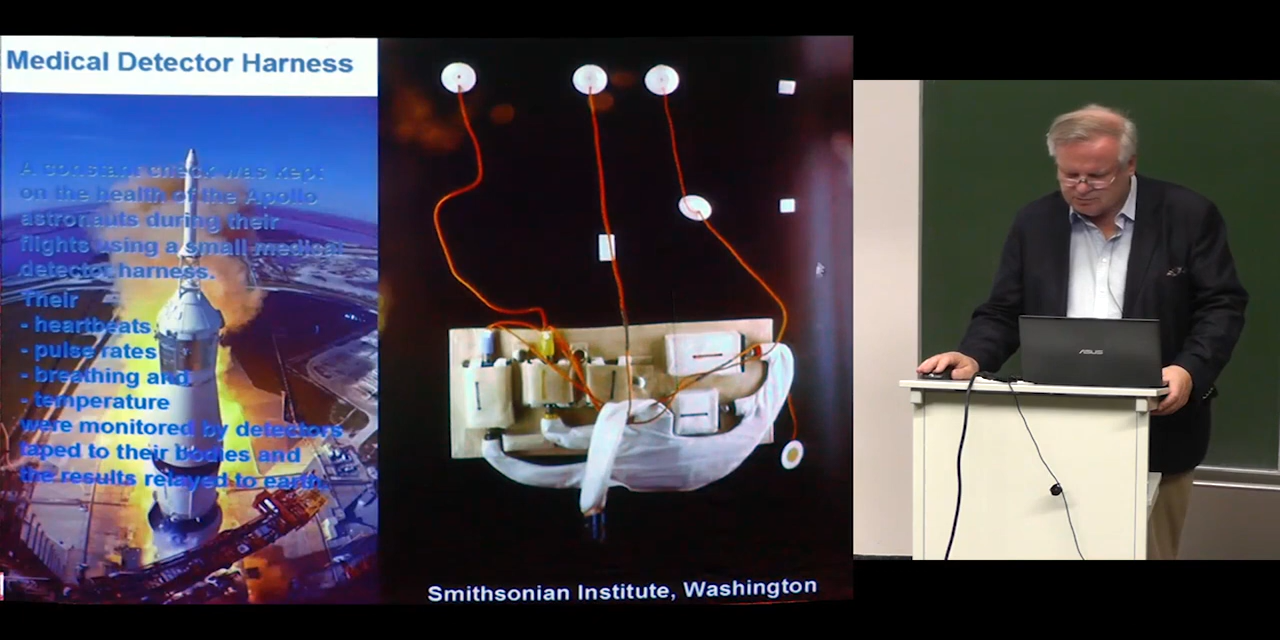 Medical Detector Harness
A constant check was kept
on the health of the Apollo
astronauts during their
flights using a small medical
detector harness.
Their
- heartbeats,
- pulse rates
- breathing and
- temperature
were monitored by detectors
taped to their bodies and
the results relayed to earth.
Smithsonian Institute, Washington
ASUS